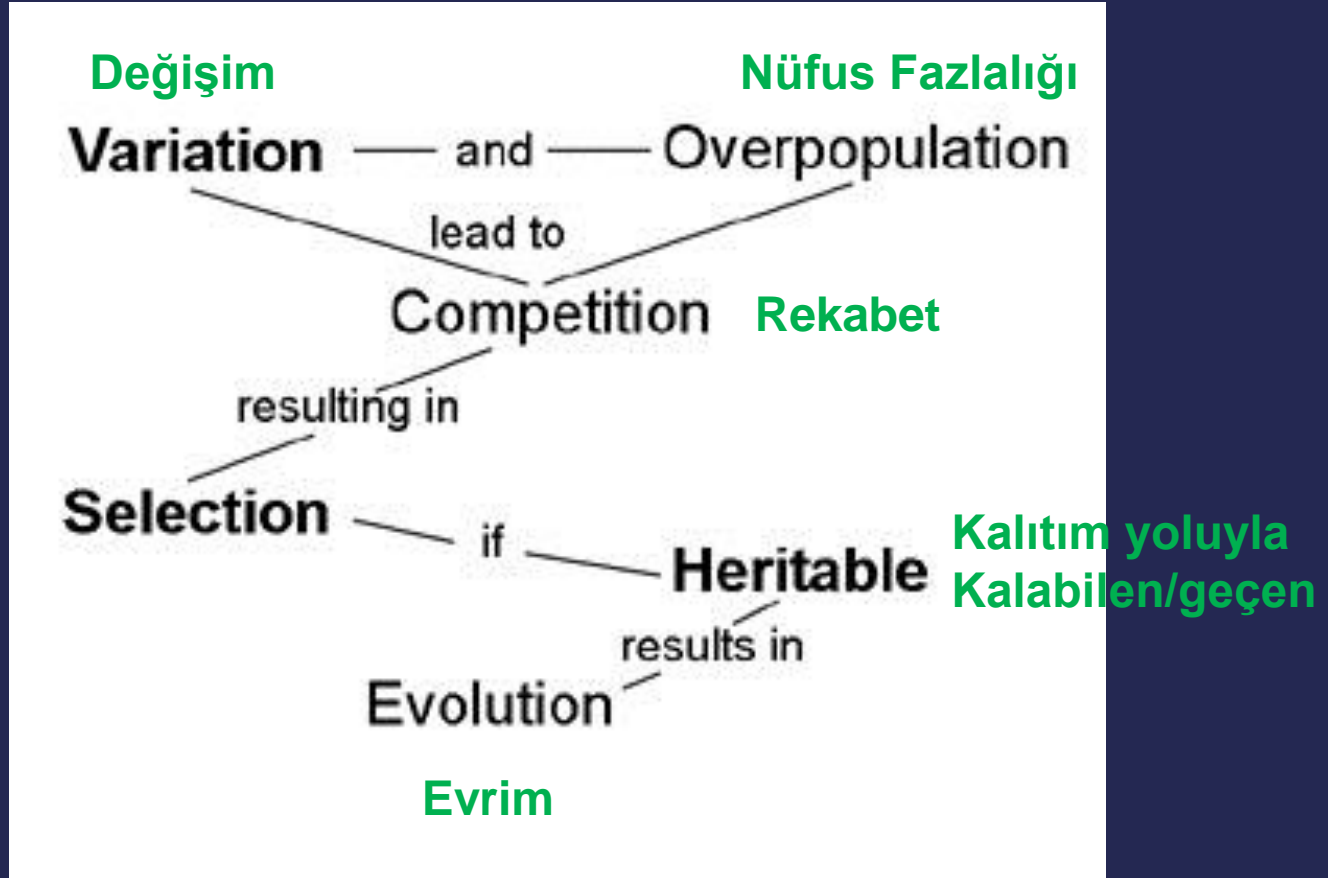 Değişim
Nüfus Fazlalığı
Variation and Overpopulation
lead to
Competition Rekabet
resulting in
Selection
if
Heritable
Kalıtım yoluyla
Kalabilen/geçen
results in
Evolution
Evrim